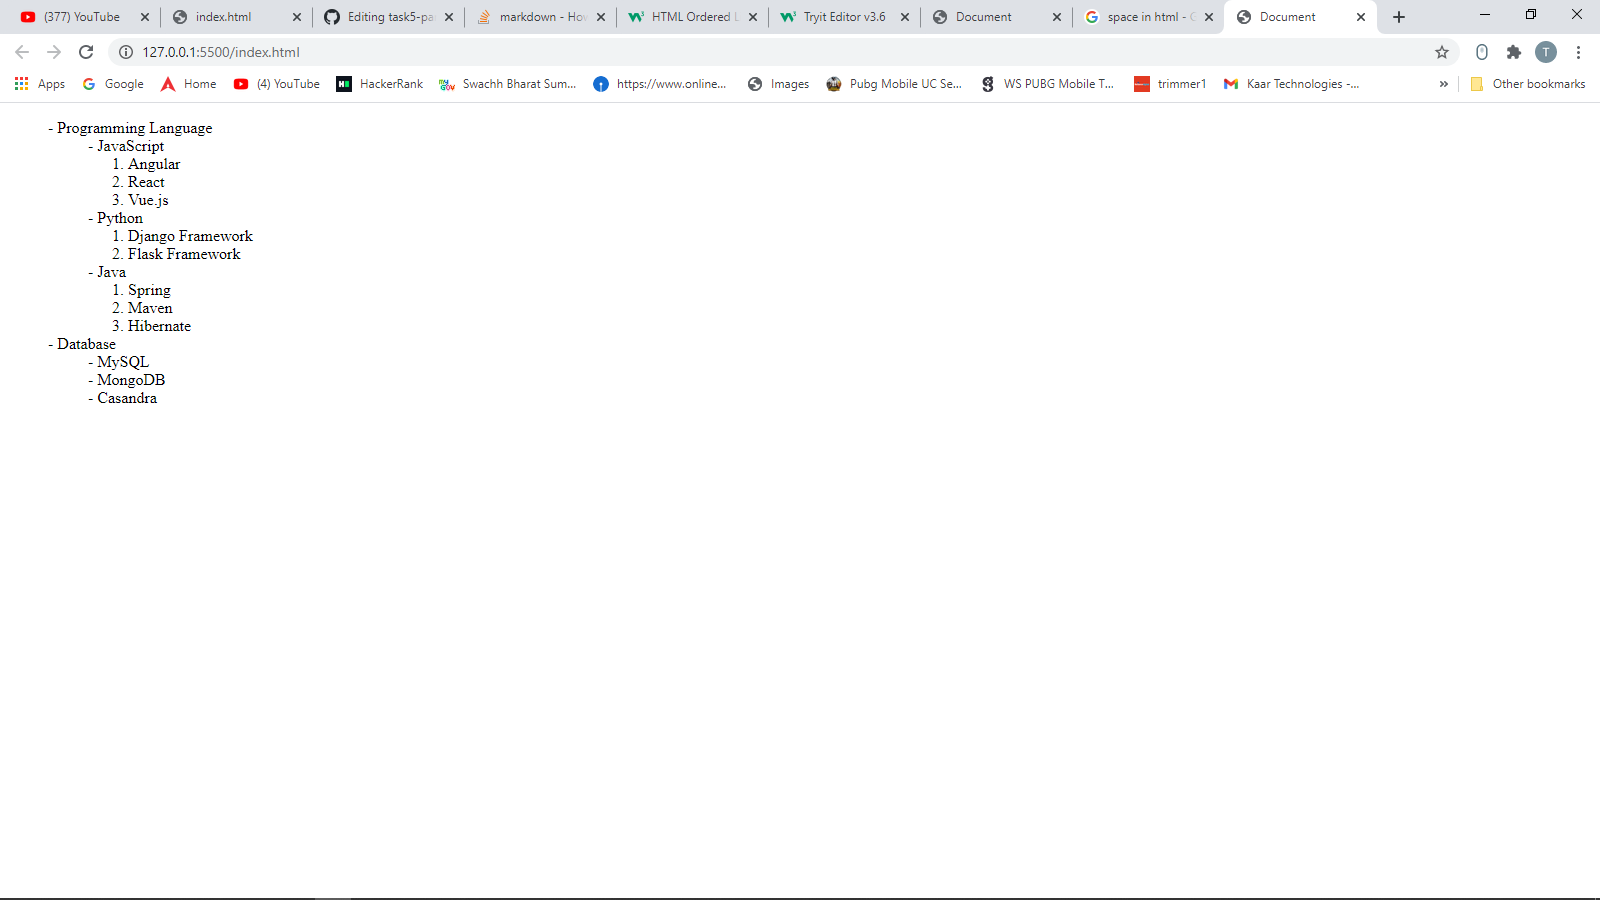 (377) YouTube
index.html
Editing task5-pa
markdown - Hov
HTML Ordered L
Tryit Editor v3.6
Document
space in html - G
Document
127.0.0.1:5500/index.html
T
Apps
Google
Home
(4) YouTube
HackerRank
Swachh Bharat Sum...
https://www.online...
Images
Pubg Mobile UC Se...
WS PUBG Mobile T...
trimmer1
Kaar Technologies -...
»
Other bookmarks
- Programming Language
- JavaScript
1. Angular
2. React
3. Vue.js
- Python
1. Django Framework
2. Flask Framework
- Java
1. Spring
2. Maven
3. Hibernate
- Database
- MySQL
- MongoDB
- Casandra